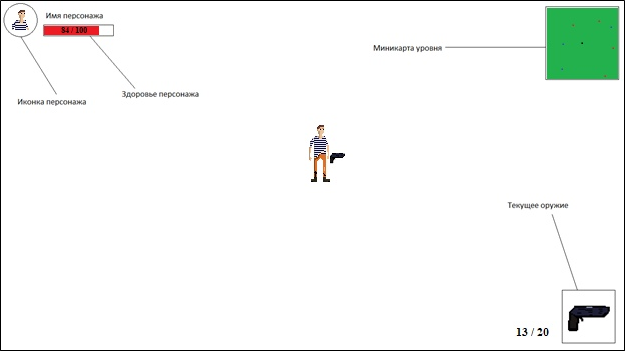 Имя персонажа
84 / 100
Иконка персонажа
Здоровье персонажа
Миникарта уровня
Текущее оружие
13 / 20